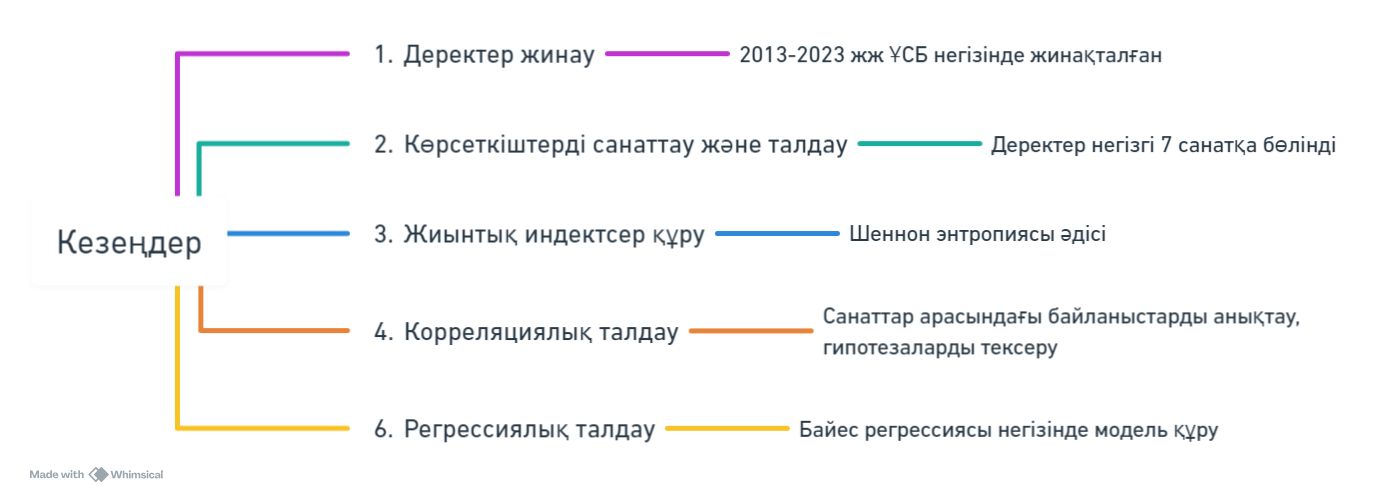 1. Деректер жинау
2013-2023 жж ҰСБ негізінде жинақталған
2. Көрсеткіштерді санаттау және талдау
Деректер негізгі 7 санатқа бөлінді
Кезеңдер
3. Жиынтық индектсер құру
Шеннон энтропиясы әдісі
4. Корреляциялық талдау
Санаттар арасындағы байланыстарды анықтау,
гипотезаларды тексеру
6. Регрессиялық талдау
Байес регрессиясы негізінде модель құру
Made with Whimsical